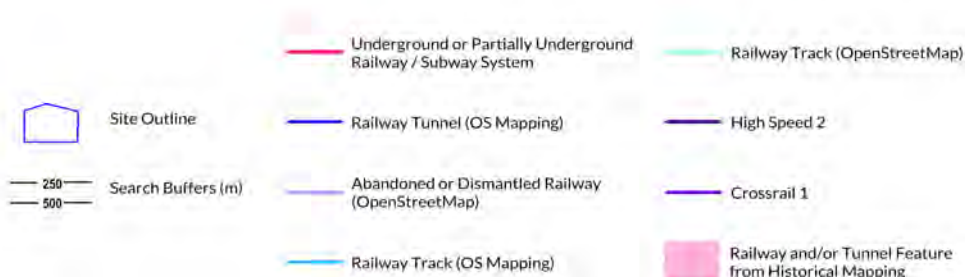 Site Outline
250
500
Search Buffers (m)
Underground or Partially Underground
Railway / Subway System
Railway Tunnel (OS Mapping)
Abandoned or Dismantled Railway
(OpenStreetMap)
Railway Track (OS Mapping)
Railway Track (OpenStreetMap)
High Speed 2
Crossrail 1
Railway and/or Tunnel Feature
from Historical Mapping